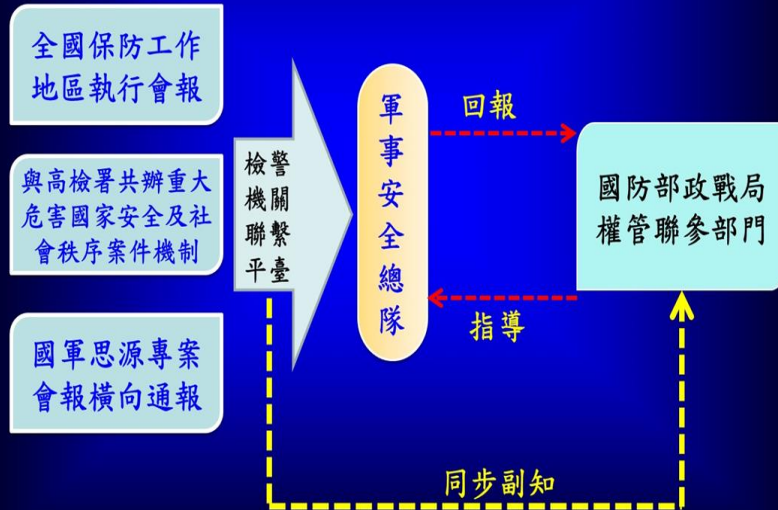 全國保防工作
地區執行會報
與高檢署共辦重大
危害國家安全及社
會秩序案件機制
國軍思源專案
會報橫向通報
檢警
機關
聯繫
平臺
軍事安全總隊
回報
指導
國防部政戰局
權管聯參部門
同步副知